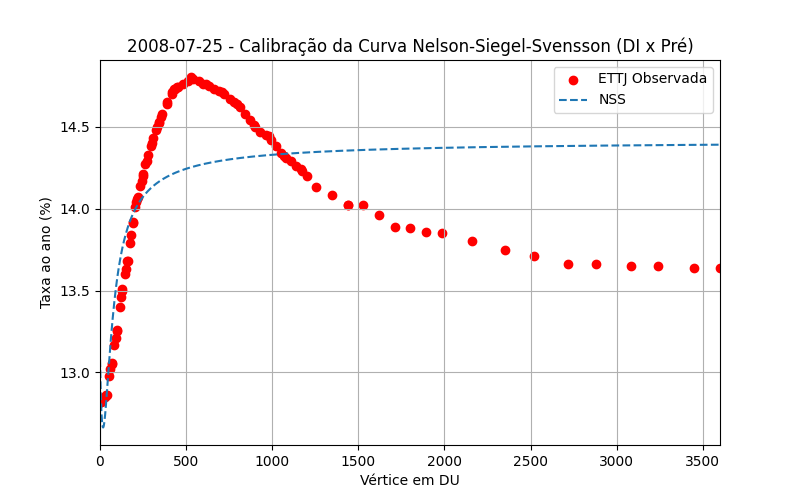 2008-07-25 - Calibração da Curva Nelson-Siegel-Svensson (DI x Pré)
ETTJ Observada
NSS
Taxa ao ano (%)
14.5
14.0
13.5
13.0
0 500 1000 1500 2000 2500 3000 3500
Vértice em DU